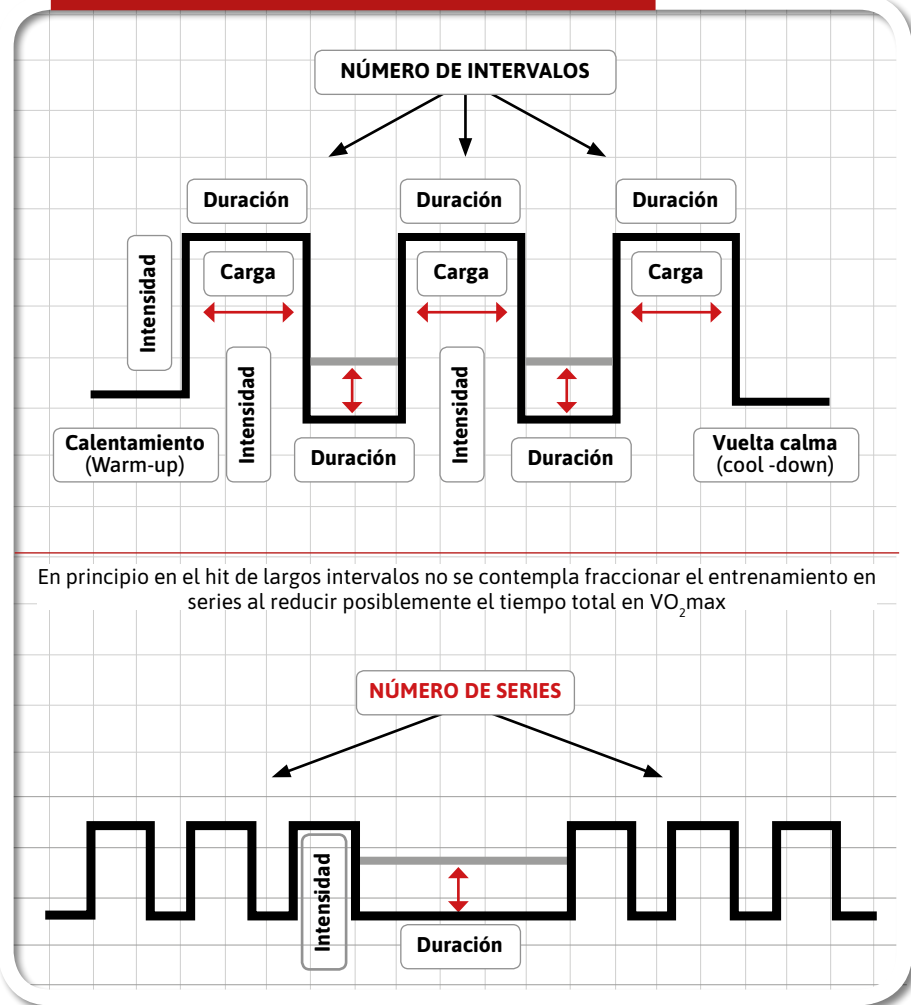 NÚMERO DE INTERVALOS
Duración
Duración
Duración
Intensidad
Carga
Carga
Carga
Intensidad
Intensidad
Calentamiento
(Warm-up)
Duración
Duración
Vuelta calma
(cool -down)
En principio en el hit de largos intervalos no se contempla fraccionar el entrenamiento en
series al reducir posiblemente el tiempo total en VO₂max
NÚMERO DE SERIES
Intensidad
Duración